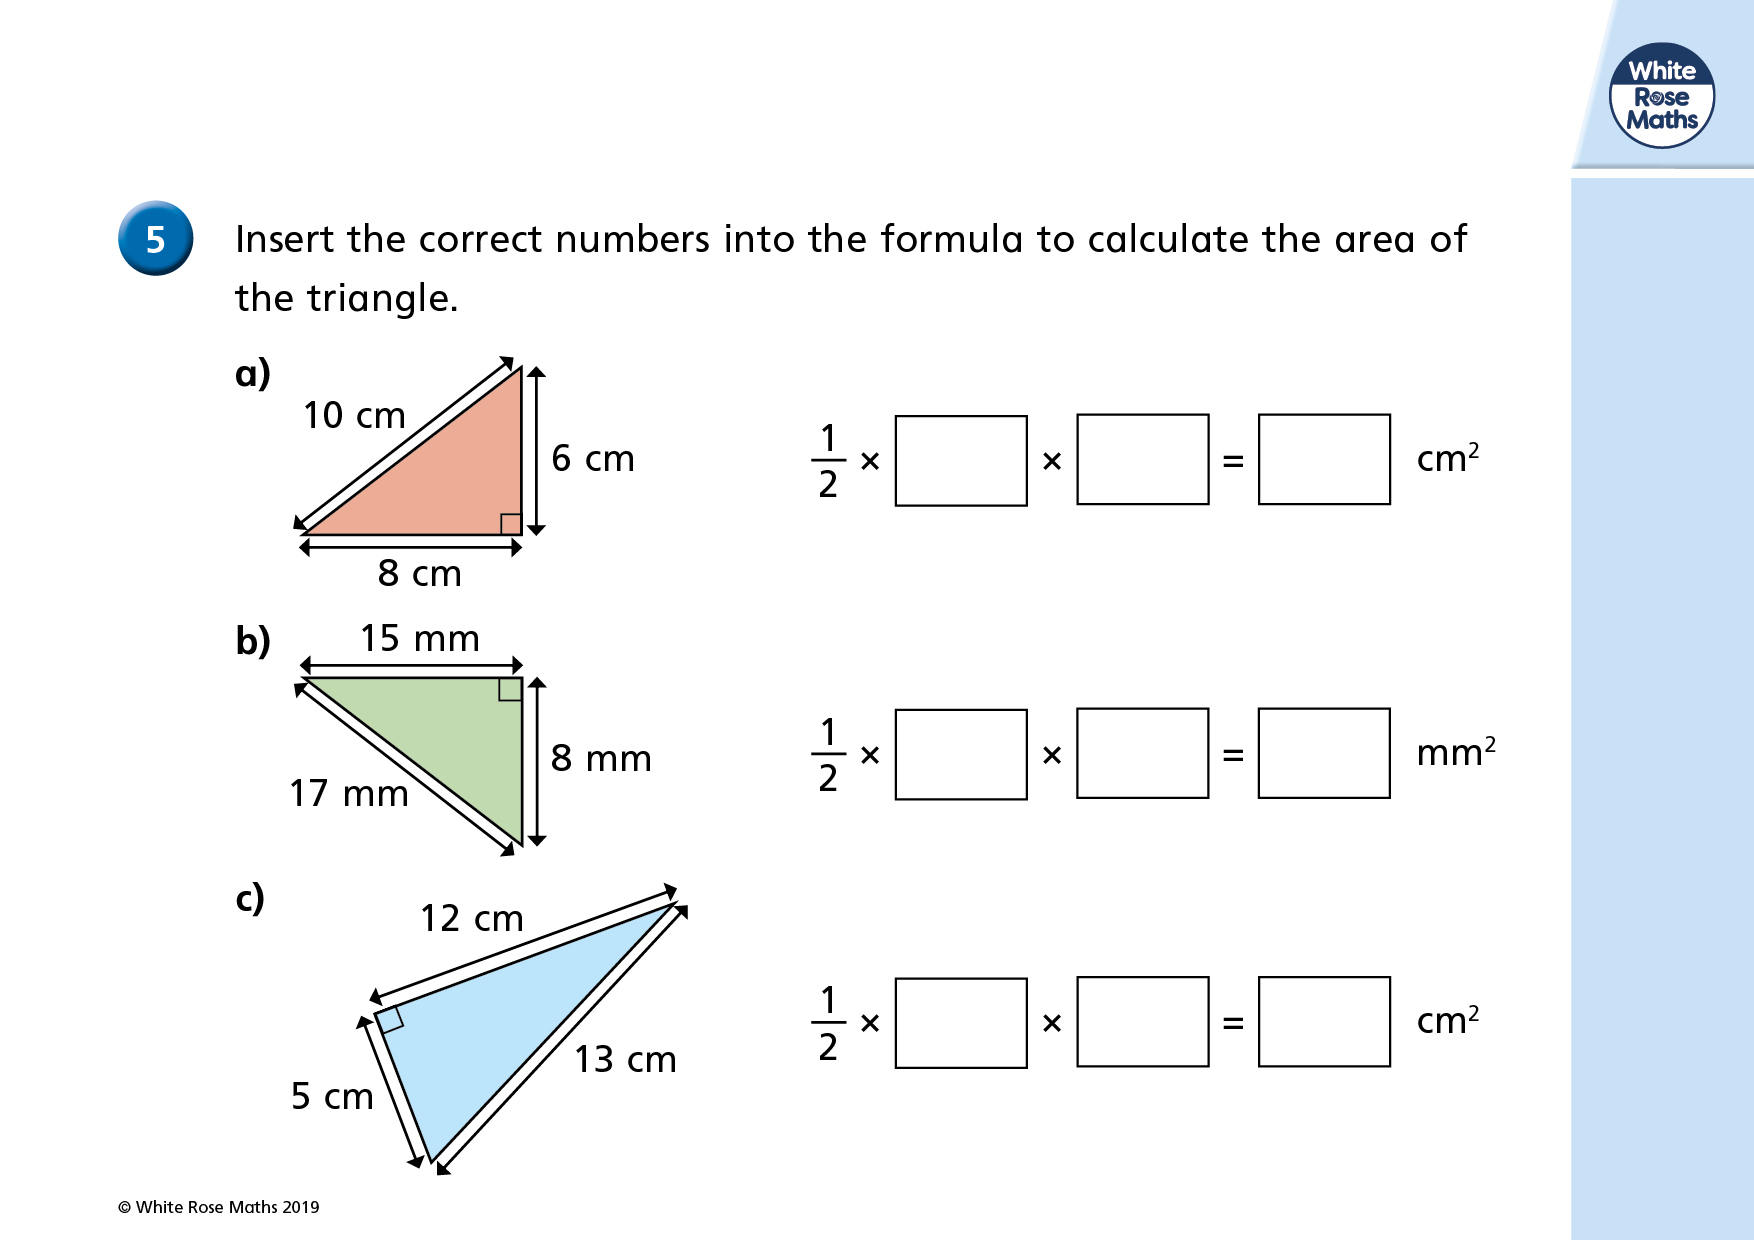 White
Rose
Maths
5 Insert the correct numbers into the formula to calculate the area of
the triangle.
a)
10 cm
6 cm
8 cm
1/2 × × = cm²
b)
15 mm
8 mm
17 mm
1/2 × × = mm²
c)
12 cm
13 cm
5 cm
1/2 × × = cm²
© White Rose Maths 2019